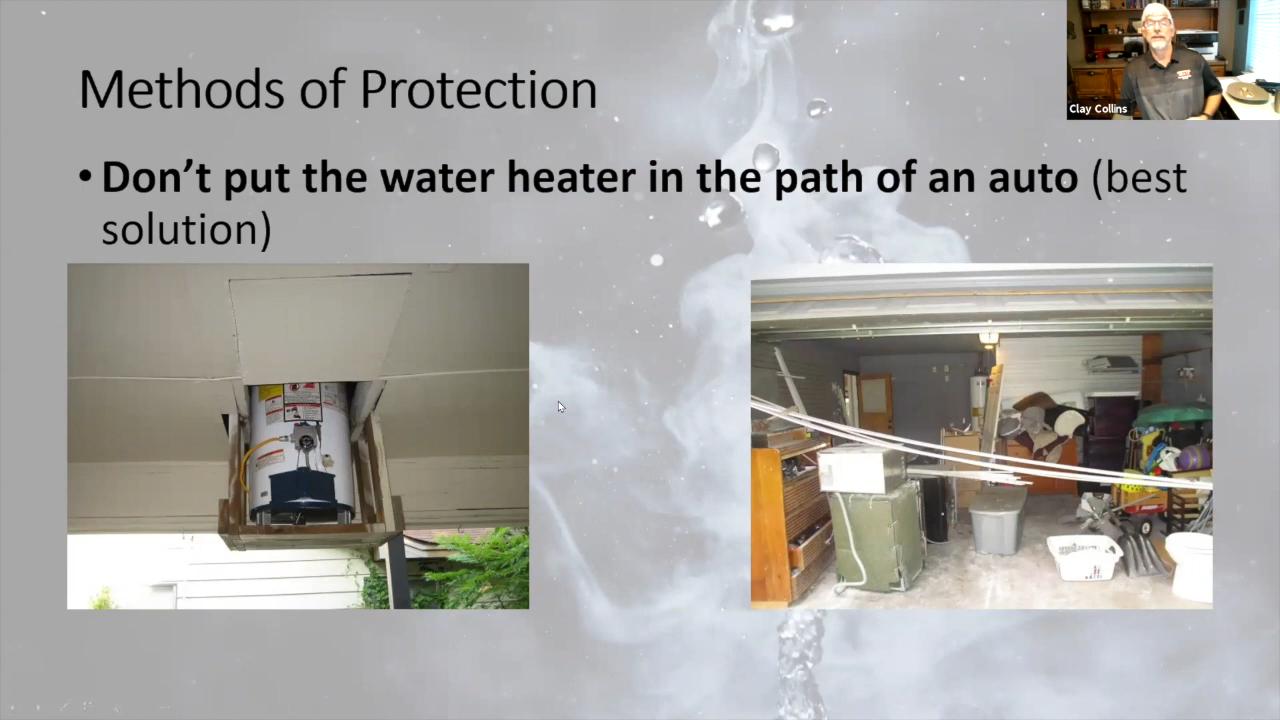 Clay Collins
Methods of Protection
• Don’t put the water heater in the path of an auto (best
solution)